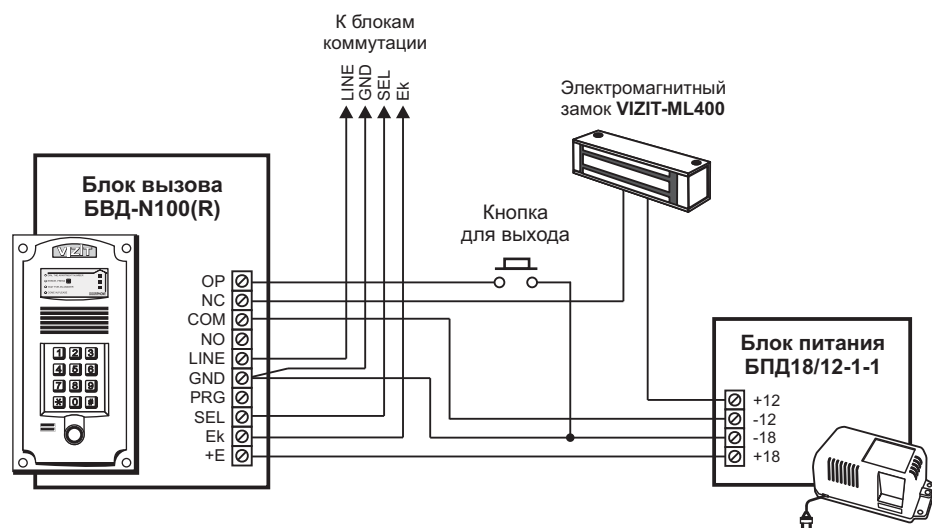 К блокам
коммутации
LINE
GND
SEL
Ek
Электромагнитный
замок VIZIT-ML400
Блок вызова
БВД-N100(R)
Кнопка
для выхода
VIZIT
1 2 3
4 5 6
7 8 9
* 0 #
OP
NC
COM
NO
LINE
GND
PRG
SEL
Ek
+E
Блок питания
БПД18/12-1-1
+12
-12
-18
+18